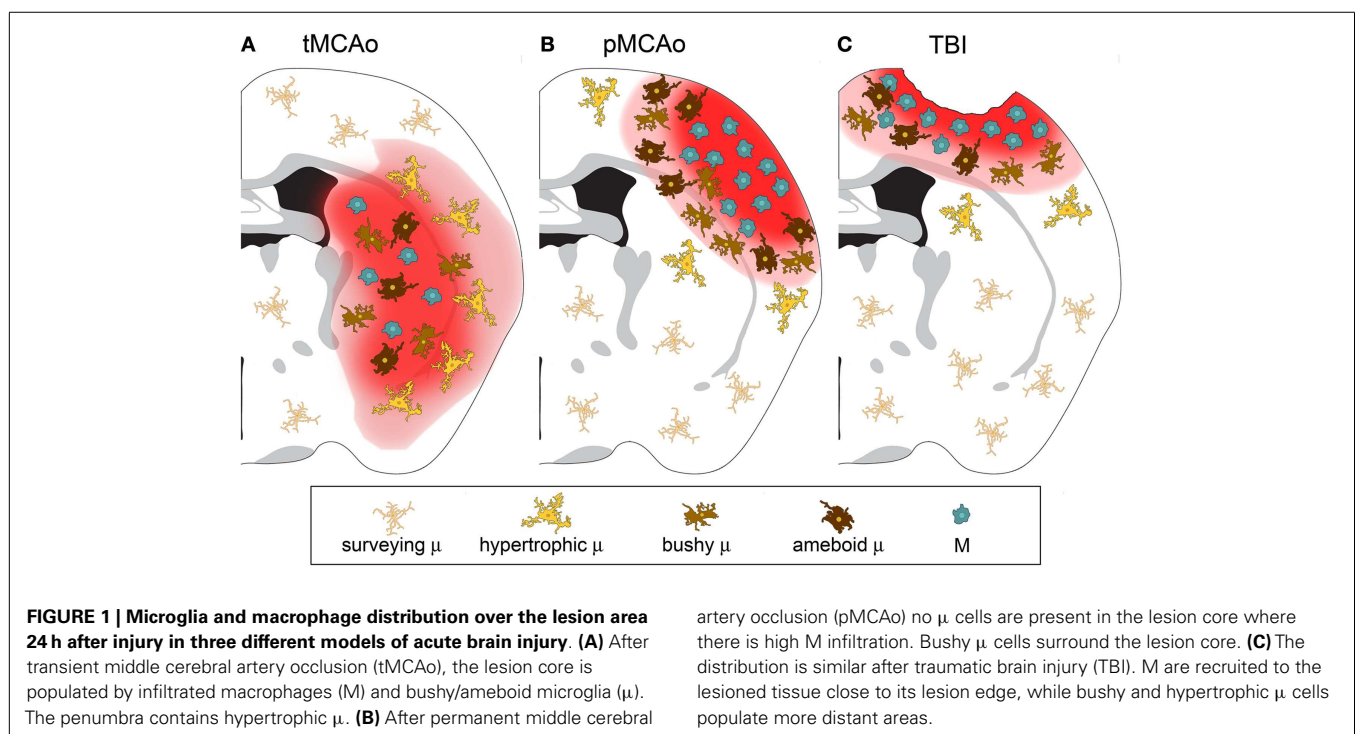 A tMCAo
B pMCAo
C TBI
surveying μ
hypertrophic μ
bushy μ
ameboid μ
M
FIGURE 1 | Microglia and macrophage distribution over the lesion area
24 h after injury in three different models of acute brain injury. (A) After
transient middle cerebral artery occlusion (tMCAo), the lesion core is
populated by infiltrated macrophages (M) and bushy/ameboid microglia (μ).
The penumbra contains hypertrophic μ. (B) After permanent middle cerebral
artery occlusion (pMCAo) no μ cells are present in the lesion core where
there is high M infiltration. Bushy μ cells surround the lesion core. (C) The
distribution is similar after traumatic brain injury (TBI). M are recruited to the
lesioned tissue close to its lesion edge, while bushy and hypertrophic μ cells
populate more distant areas.